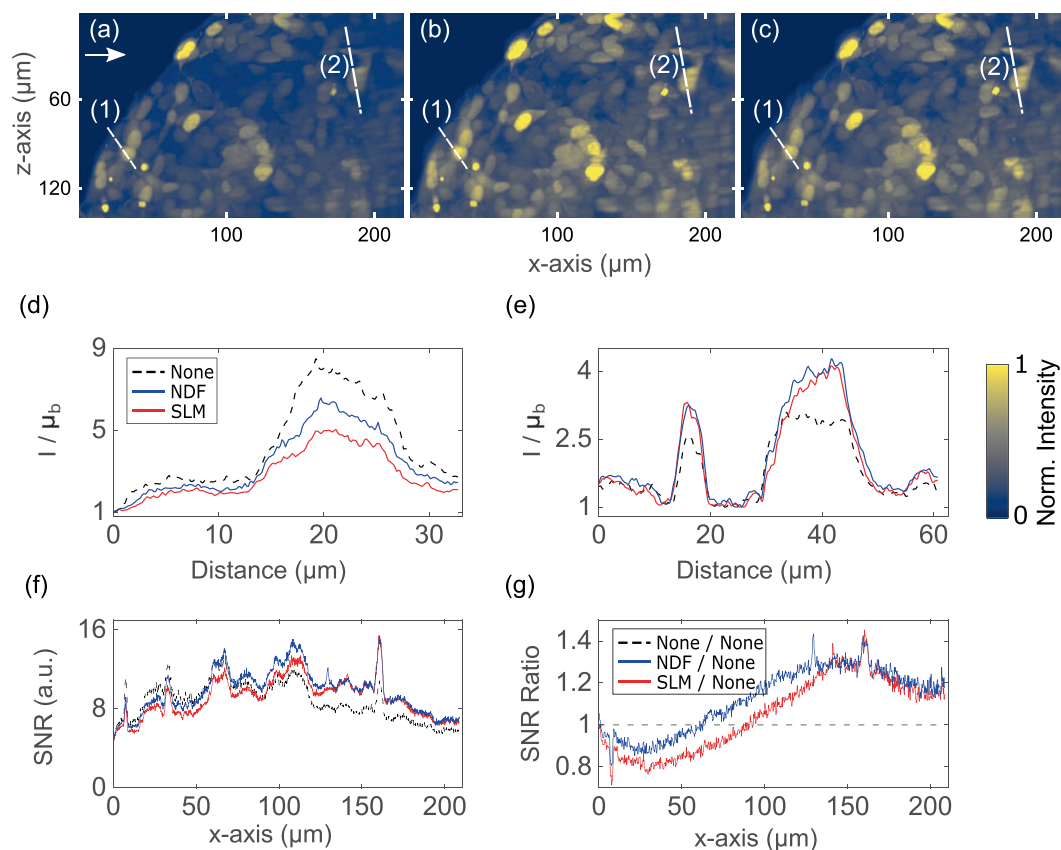 (a)
(b)
(c)
(1)
(2)
(1)
(2)
(1)
(2)
z-axis (µm)
60
120
100
200
100
200
100
200
x-axis (µm)
(d)
(e)
I / µb
9
5
1
None
NDF
SLM
0
10
20
30
Distance (µm)
I / µb
4
2.5
1
0
20
40
60
Distance (µm)
1
0
Norm. Intensity
(f)
(g)
SNR (a.u.)
16
8
0
0
50
100
150
200
x-axis (µm)
SNR Ratio
1.4
1.2
1
0.8
None / None
NDF / None
SLM / None
0
50
100
150
200
x-axis (µm)